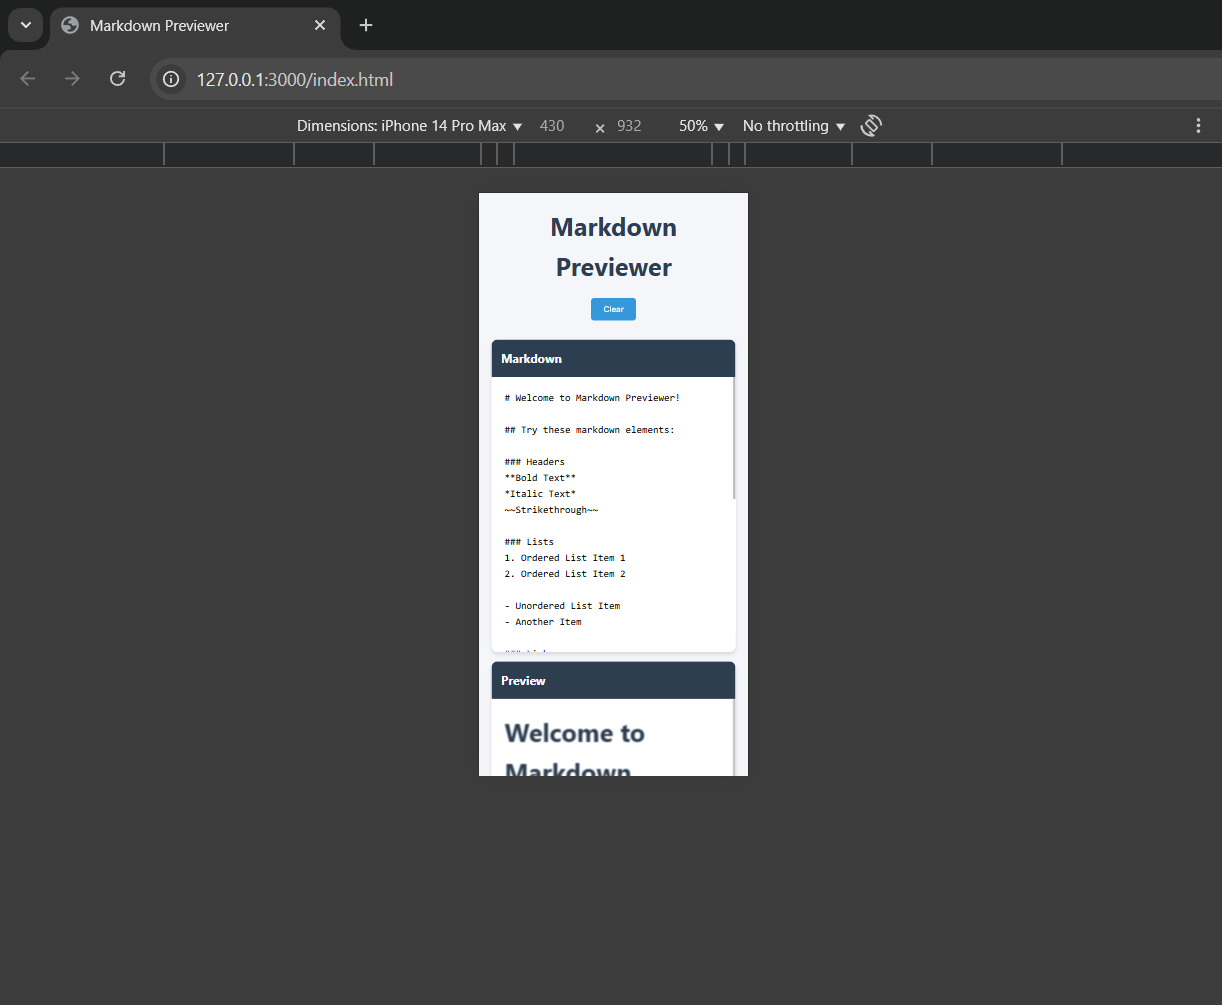 Markdown Previewer
127.0.0.1:3000/index.html
Dimensions: iPhone 14 Pro Max ▼ 430 × 932 50% ▼ No throttling ▼
Markdown
Previewer
Clear
Markdown
# Welcome to Markdown Previewer!
## Try these markdown elements:
### Headers
**Bold Text**
*Italic Text*
~~Strikethrough~~
### Lists
1. Ordered List Item 1
2. Ordered List Item 2
- Unordered List Item
- Another Item
Preview
Welcome to
Markdown